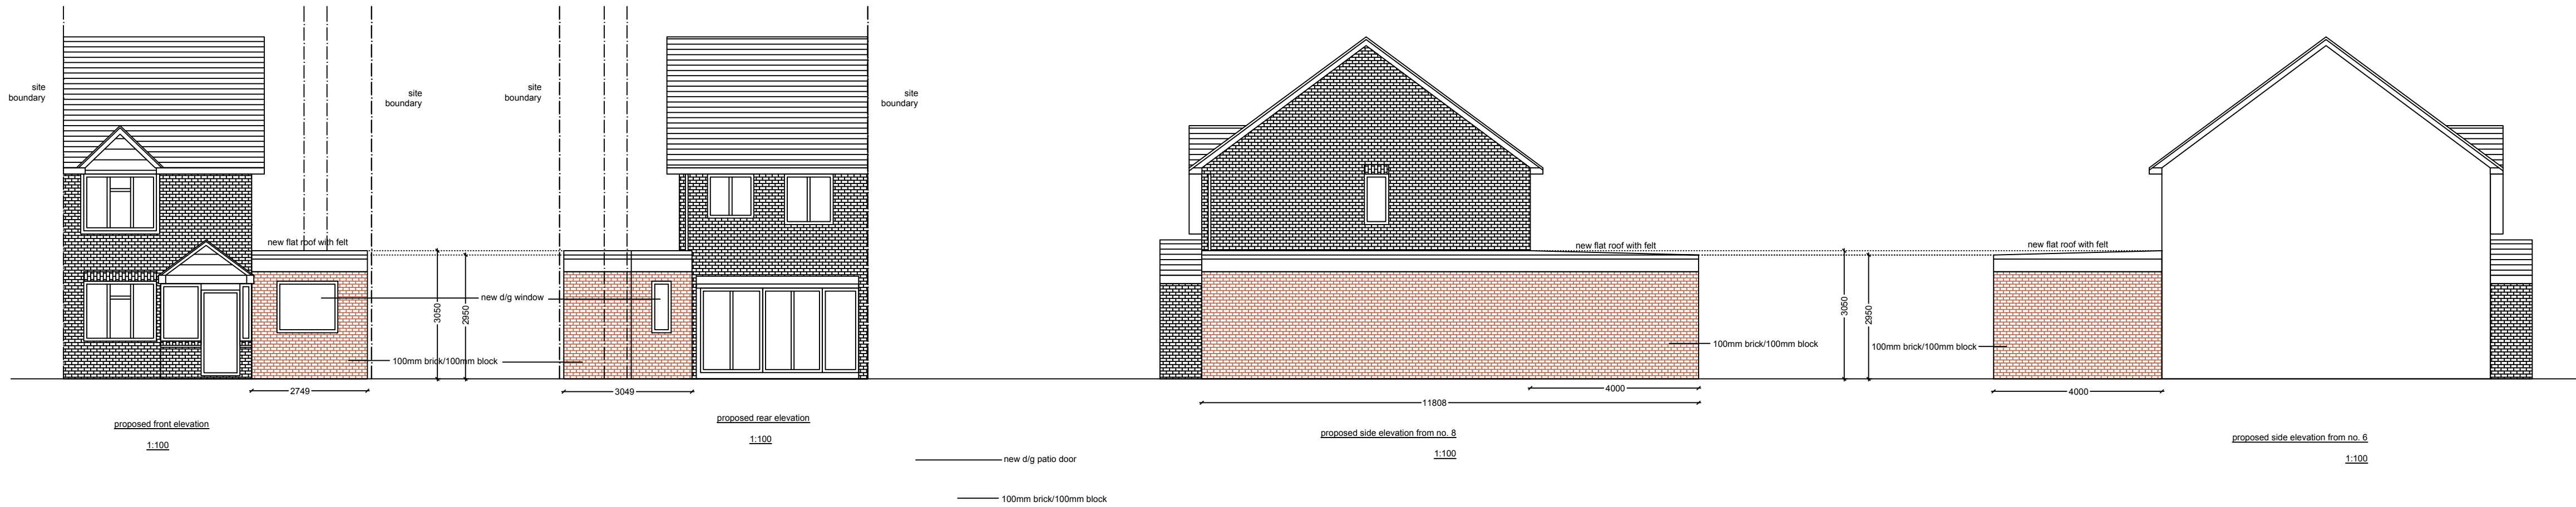 site
boundary
site
boundary
site
boundary
site
boundary
new flat roof with felt
new d/g window
3050
2950
100mm brick/100mm block
2749
3049
proposed front elevation
1:100
proposed rear elevation
1:100
new d/g patio door
100mm brick/100mm block
new flat roof with felt
100mm brick/100mm block
4000
11808
proposed side elevation from no. 8
1:100
3050
2950
new flat roof with felt
100mm brick/100mm block
4000
proposed side elevation from no. 6
1:100